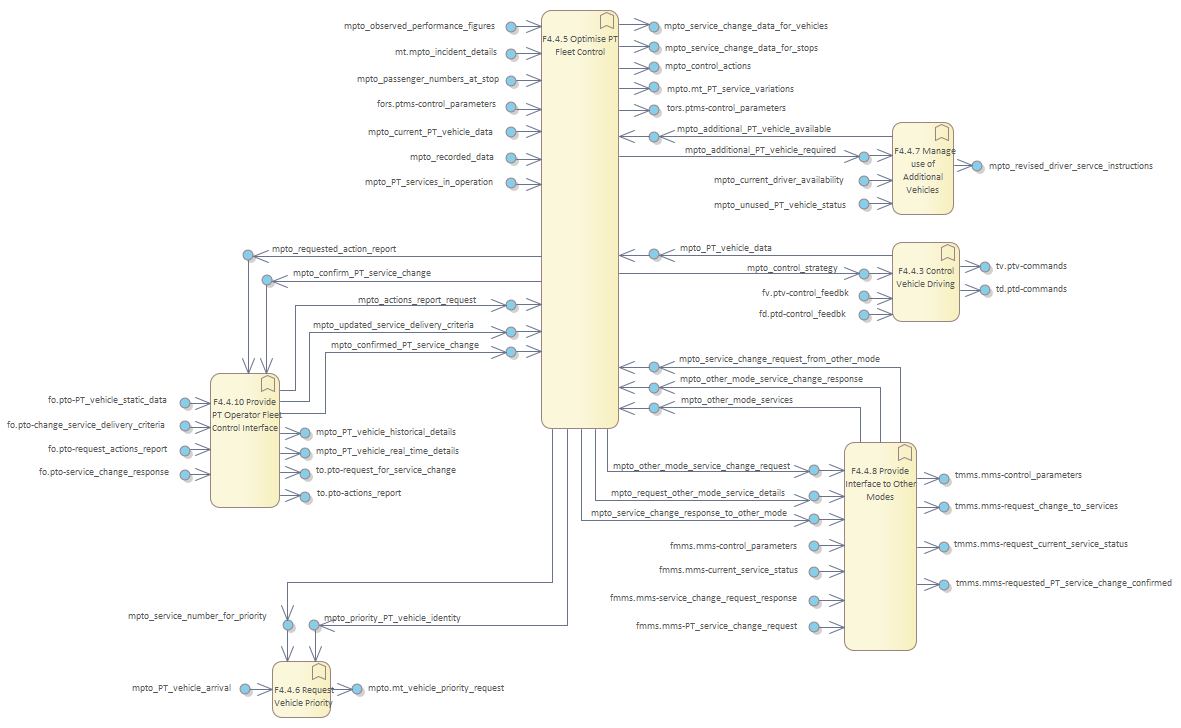 mpto_observed_performance_figures
mt.mpto_incident_details
mpto_passenger_numbers_at_stop
fors.ptms-control_parameters
mpto_current_PT_vehicle_data
mpto_recorded_data
mpto_PT_services_in_operation
F4.4.5 Optimise PT
Fleet Control
mpto_service_change_data_for_vehicles
mpto_service_change_data_for_stops
mpto_control_actions
mpto.mt_PT_service_variations
tors.ptms-control_parameters
mpto_additional_PT_vehicle_available
mpto_additional_PT_vehicle_required
mpto_current_driver_availability
mpto_unused_PT_vehicle_status
F4.4.7 Manage
use of
Additional
Vehicles
mpto_revised_driver_servce_instructions
mpto_requested_action_report
mpto_confirm_PT_service_change
mpto_actions_report_request
mpto_updated_service_delivery_criteria
mpto_confirmed_PT_service_change
mpto_PT_vehicle_data
mpto_control_strategy
fv.ptv-control_feedbk
fd.ptd-control_feedbk
F4.4.3 Control
Vehicle Driving
tv.ptv-commands
td.ptd-commands
mpto_service_change_request_from_other_mode
mpto_other_mode_service_change_response
mpto_other_mode_services
fo.pto-PT_vehicle_static_data
fo.pto-change_service_delivery_criteria
fo.pto-request_actions_report
fo.pto-service_change_response
F4.4.10 Provide
PT Operator Fleet
Control Interface
mpto_PT_vehicle_historical_details
mpto_PT_vehicle_real_time_details
to.pto-request_for_service_change
to.pto-actions_report
mpto_other_mode_service_change_request
mpto_request_other_mode_service_details
mpto_service_change_response_to_other_mode
fmms.mms-control_parameters
fmms.mms-current_service_status
fmms.mms-service_change_request_response
fmms.mms-PT_service_change_request
F4.4.8 Provide
Interface to Other
Modes
tmms.mms-control_parameters
tmms.mms-request_change_to_services
tmms.mms-request_current_service_status
tmms.mms-requested_PT_service_change_confirmed
mpto_service_number_for_priority
mpto_priority_PT_vehicle_identity
mpto_PT_vehicle_arrival
F4.4.6 Request
Vehicle Priority
mpto.mt_vehicle_priority_request